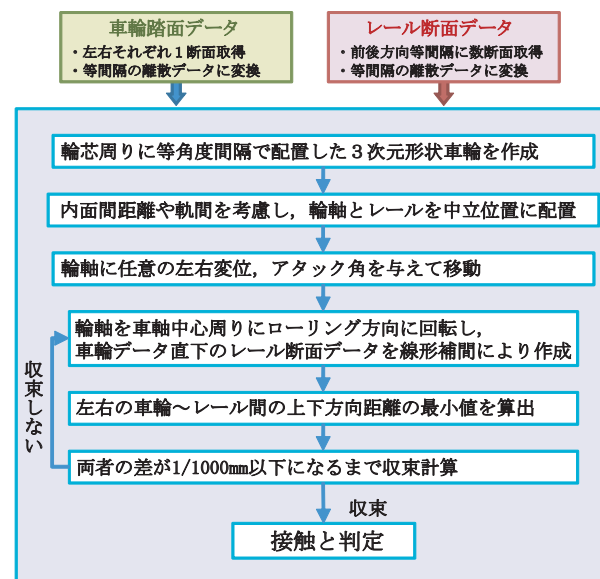 車輪踏面データ
・左右それぞれ１断面取得
・等間隔の離散データに変換
レール断面データ
・前後方向等間隔に数断面取得
・等間隔の離散データに変換
輪芯周りに等角度間隔で配置した３次元形状車輪を作成
内面間距離や軌間を考慮し，輪軸とレールを中立位置に配置
輪軸に任意の左右変位，アタック角を与えて移動
輪軸を車軸中心周りにローリング方向に回転し，
車輪データ直下のレール断面データを線形補間により作成
左右の車輪～レール間の上下方向距離の最小値を算出
両者の差が1/1000㎜以下になるまで収束計算
収束しない
収束
接触と判定